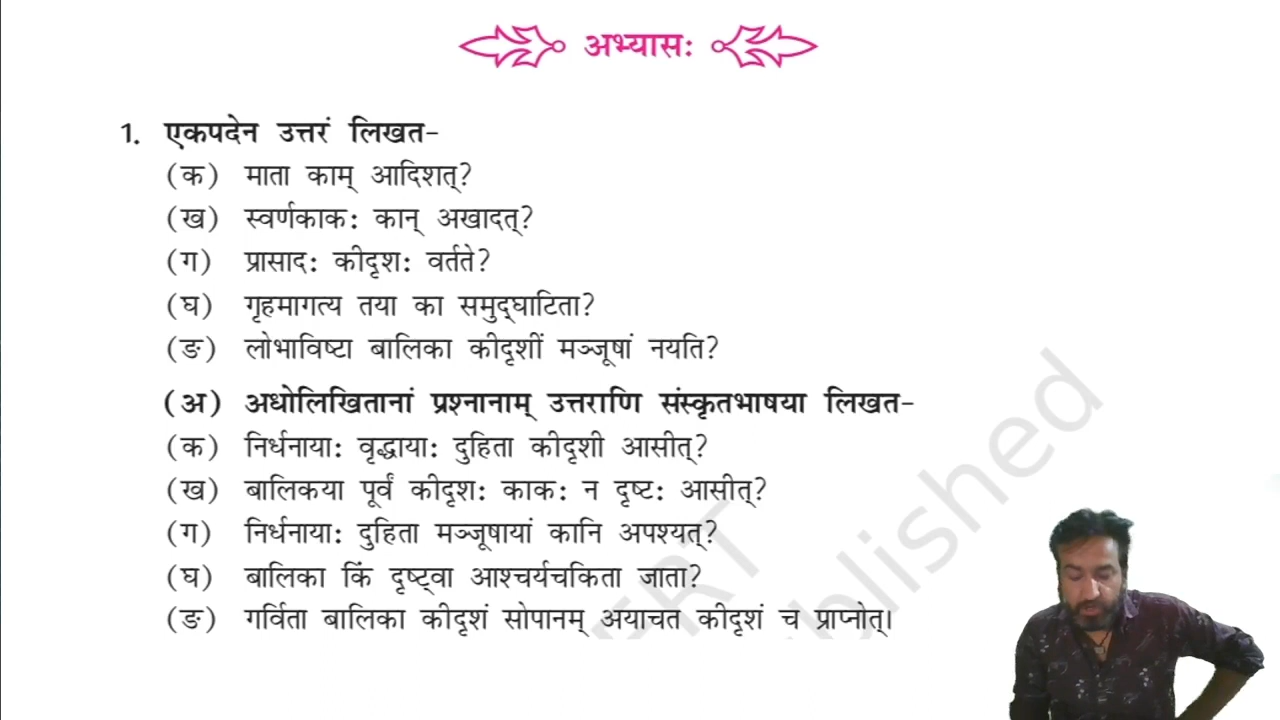 अभ्यासः
1. एकपदेन उत्तरं लिखत-
(क) माता काम् आदिशत्?
(ख) स्वर्णकाकः कान् अखादत्?
(ग) प्रासादः कीदृशः वर्तते?
(घ) गृहमागत्य तया का समुद्घाटिता?
(ङ) लोभाविष्टा बालिका कीदृशीं मञ्जूषां नयति?
(अ) अधोलिखितानां प्रश्नानाम् उत्तराणि संस्कृतभाषया लिखत-
(क) निर्धनायाः वृद्धायाः दुहिता कीदृशी आसीत्?
(ख) बालिकया पूर्वं कीदृशः काकः न दृष्टः आसीत्?
(ग) निर्धनायाः दुहिता मञ्जूषायां कानि अपश्यत्?
(घ) बालिका किं दृष्ट्वा आश्चर्यचकिता जाता?
(ङ) गर्विता बालिका कीदृशं सोपानम् अयाचत कीदृशं च प्राप्नोत्।